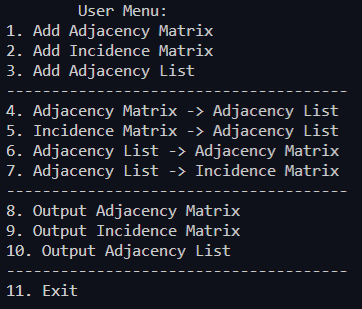 User Menu:
1. Add Adjacency Matrix
2. Add Incidence Matrix
3. Add Adjacency List
--------------------------------------
4. Adjacency Matrix -> Adjacency List
5. Incidence Matrix -> Adjacency List
6. Adjacency List -> Adjacency Matrix
7. Adjacency List -> Incidence Matrix
--------------------------------------
8. Output Adjacency Matrix
9. Output Incidence Matrix
10. Output Adjacency List
--------------------------------------
11. Exit